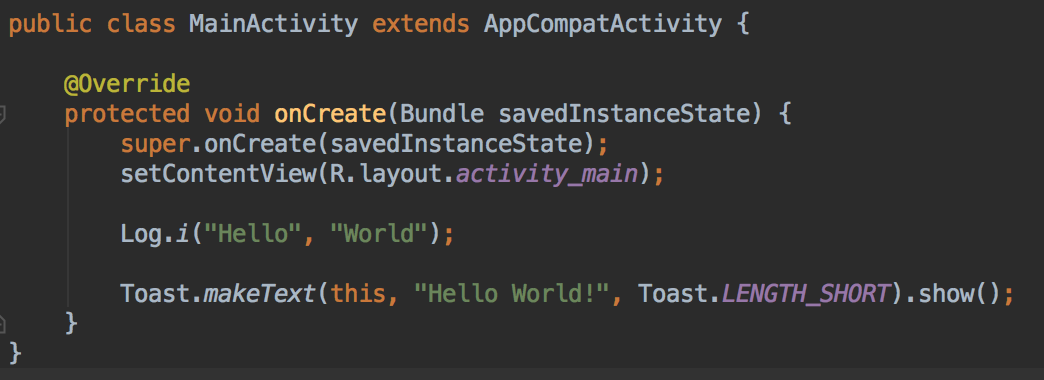 public class MainActivity extends AppCompatActivity {
@Override
protected void onCreate(Bundle savedInstanceState) {
super.onCreate(savedInstanceState);
setContentView(R.layout.activity_main);
Log.i("Hello", "World");
Toast.makeText(this, "Hello World!", Toast.LENGTH_SHORT).show();
}
}